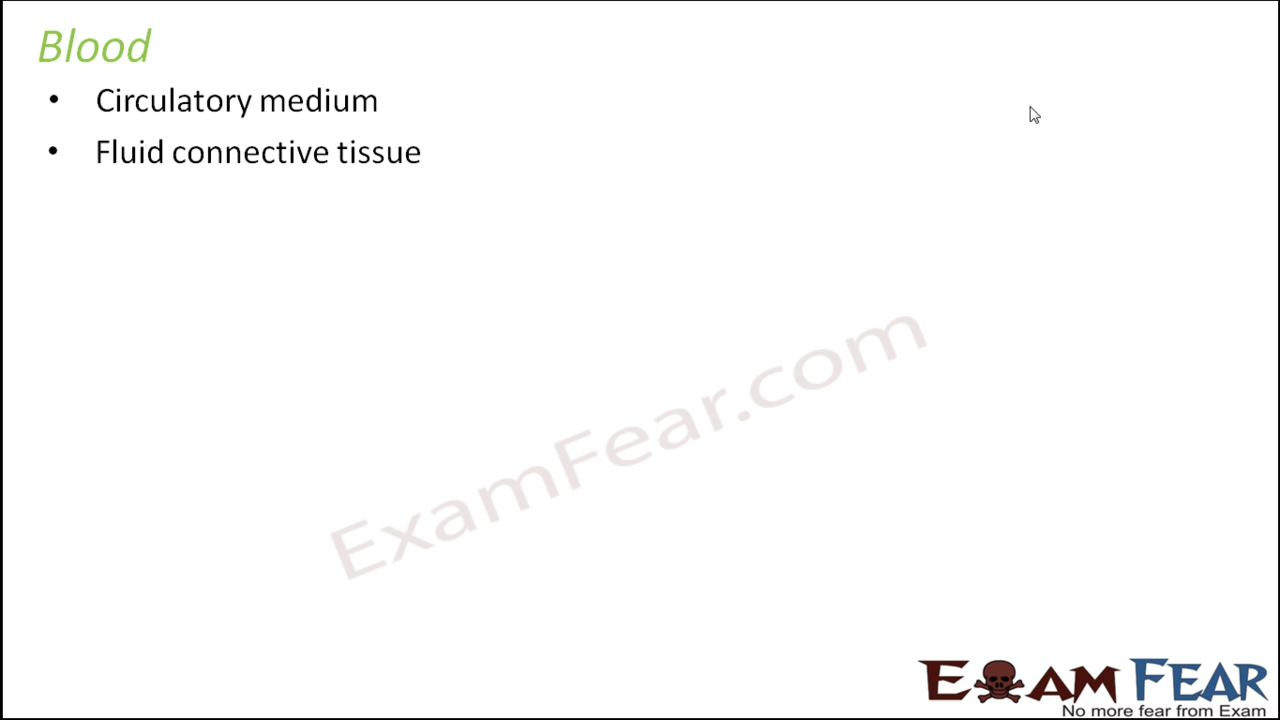 Blood
• Circulatory medium
• Fluid connective tissue
ExamFear.com
EXAM FEAR
No more fear from Exam